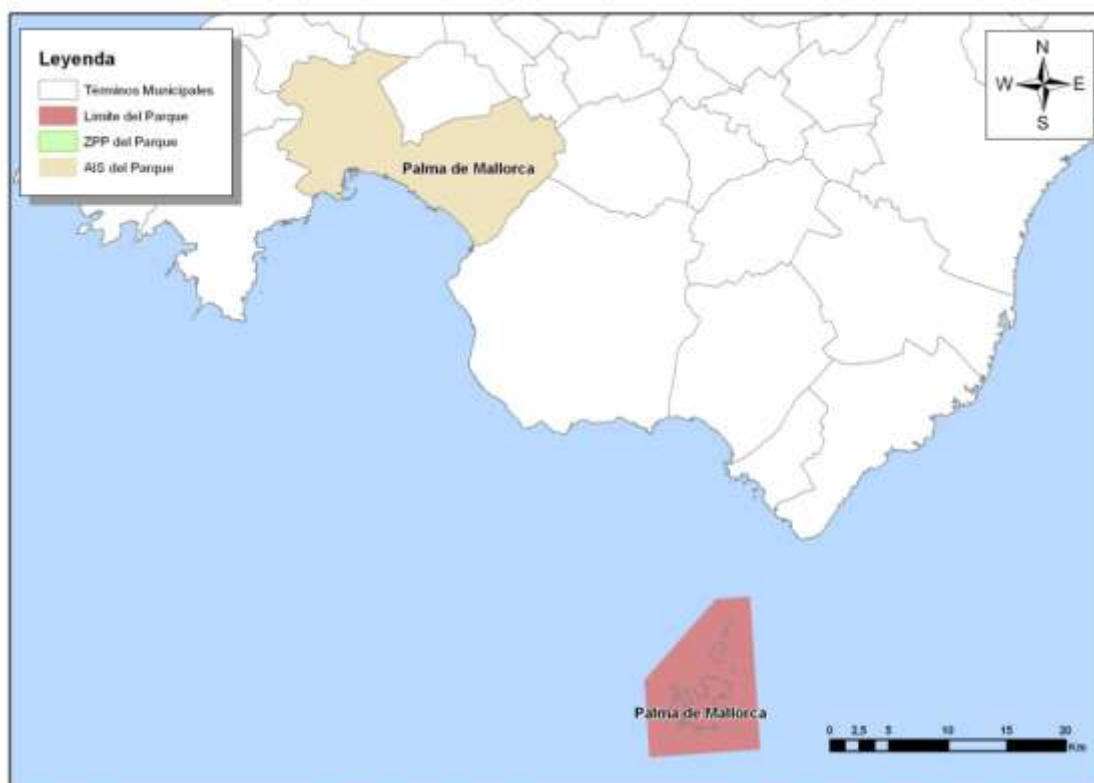 Leyenda
Términos Municipales
Límite del Parque
ZPP del Parque
AIS del Parque
N
W E
S
Palma de Mallorca
Palma de Mallorca
0 2,5 5 10 15 20
Km